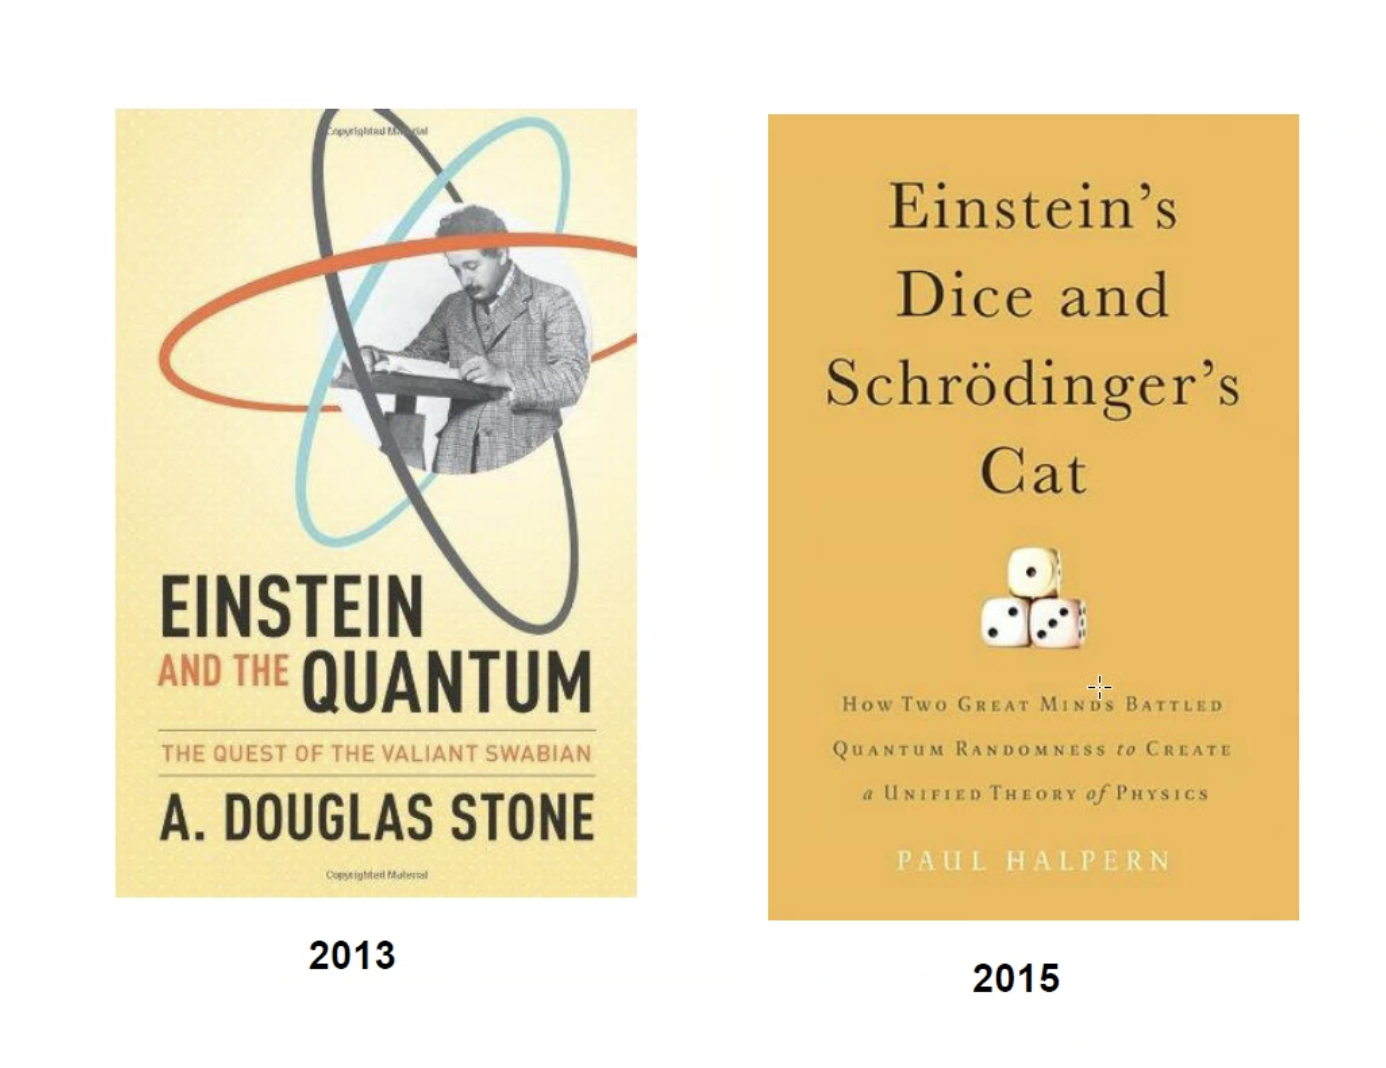 Copyrighted Material
EINSTEIN
AND THE QUANTUM
THE QUEST OF THE VALIANT SWABIAN
A. DOUGLAS STONE
Copyrighted Material
2013
Einstein's
Dice and
Schrödinger's
Cat
How Two Great Minds Battled
Quantum Randomness to Create
a Unified Theory of Physics
PAUL HALPERN
2015